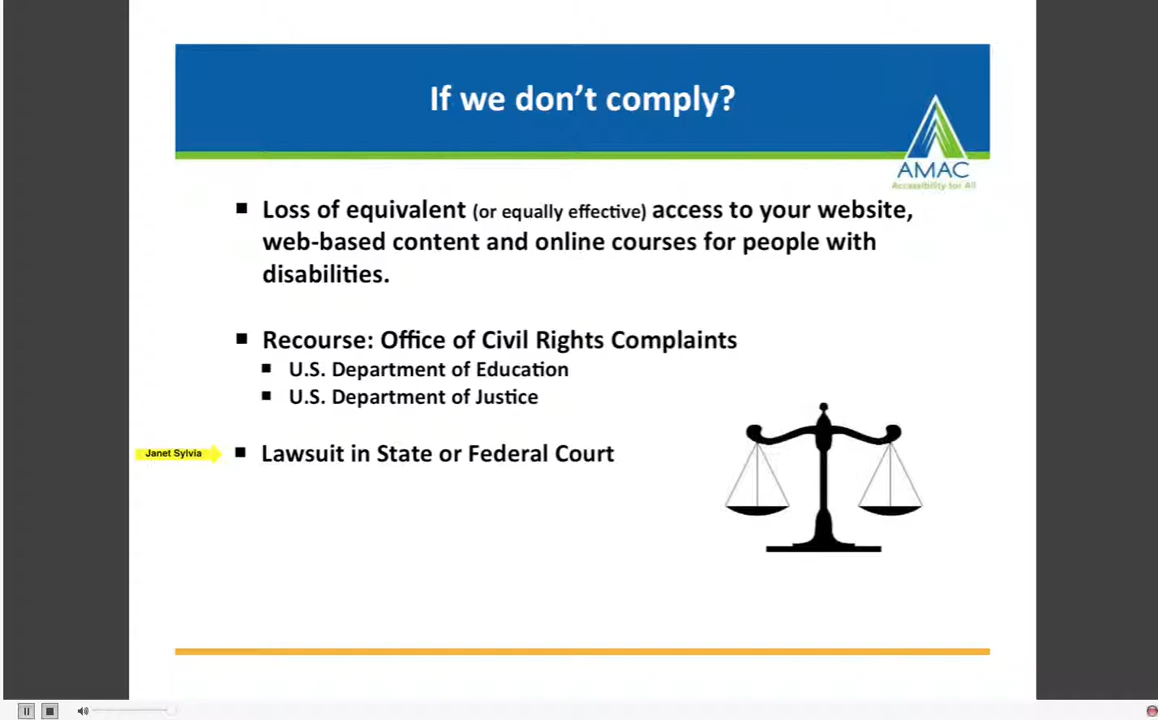 If we don't comply?
AMAC
Accessibility for All
■ Loss of equivalent (or equally effective) access to your website,
web-based content and online courses for people with
disabilities.
■ Recourse: Office of Civil Rights Complaints
■ U.S. Department of Education
■ U.S. Department of Justice
Janet Sylvia
■ Lawsuit in State or Federal Court